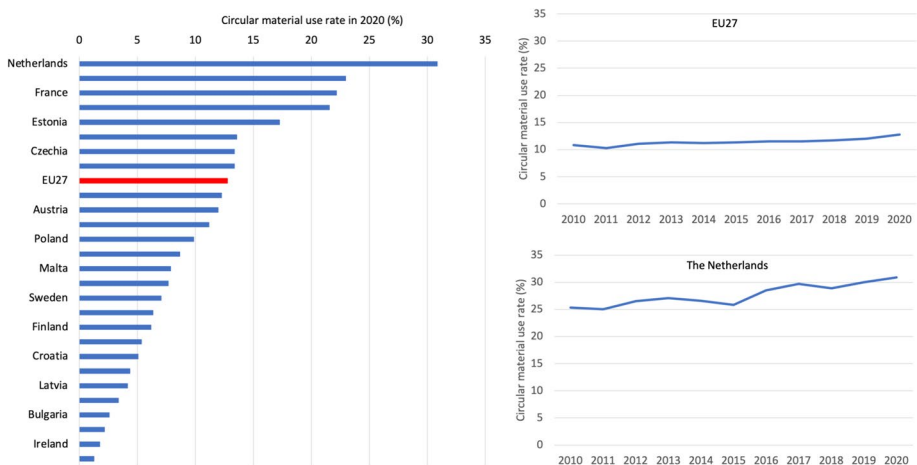 Circular material use rate in 2020 (%)
0 5 10 15 20 25 30 35
Netherlands
France
Estonia
Czechia
EU27
Austria
Poland
Malta
Sweden
Finland
Croatia
Latvia
Bulgaria
Ireland
EU27
Circular material use rate (%)
35
30
25
20
15
10
5
0
2010 2011 2012 2013 2014 2015 2016 2017 2018 2019 2020
The Netherlands
Circular material use rate (%)
35
30
25
20
15
10
5
0
2010 2011 2012 2013 2014 2015 2016 2017 2018 2019 2020